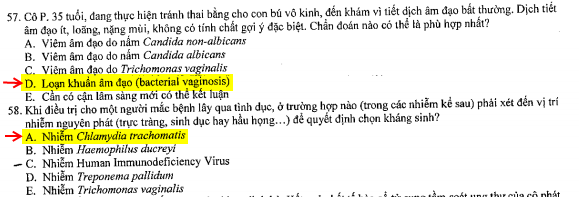 57. Cô P. 35 tuổi, đang thực hiện tránh thai bằng cho con bú vô kinh, đến khám vì tiết dịch âm đạo bất thường. Dịch tiết
âm đạo ít, loãng, nặng mùi, không có tính chất gợi ý đặc biệt. Chẩn đoán nào có thể là phù hợp nhất?
A. Viêm âm đạo do nấm Candida non-albicans
B. Viêm âm đạo do nấm Candida albicans
C. Viêm âm đạo do Trichomonas vaginalis
D. Loạn khuẩn âm đạo (bacterial vaginosis)
E. Cần có cận lâm sàng mới có thể kết luận
58. Khi điều trị cho một người mắc bệnh lây qua tình dục, ở trường hợp nào (trong các nhiễm kể sau) phải xét đến vị trí
nhiễm nguyên phát (trực tràng, sinh dục hay hầu họng...) để quyết định chọn kháng sinh?
A. Nhiễm Chlamydia trachomatis
B. Nhiễm Haemophilus ducreyi
C. Nhiễm Human Immunodeficiency Virus
D. Nhiễm Treponema pallidum
E. Nhiễm Trichomonas vaginalis